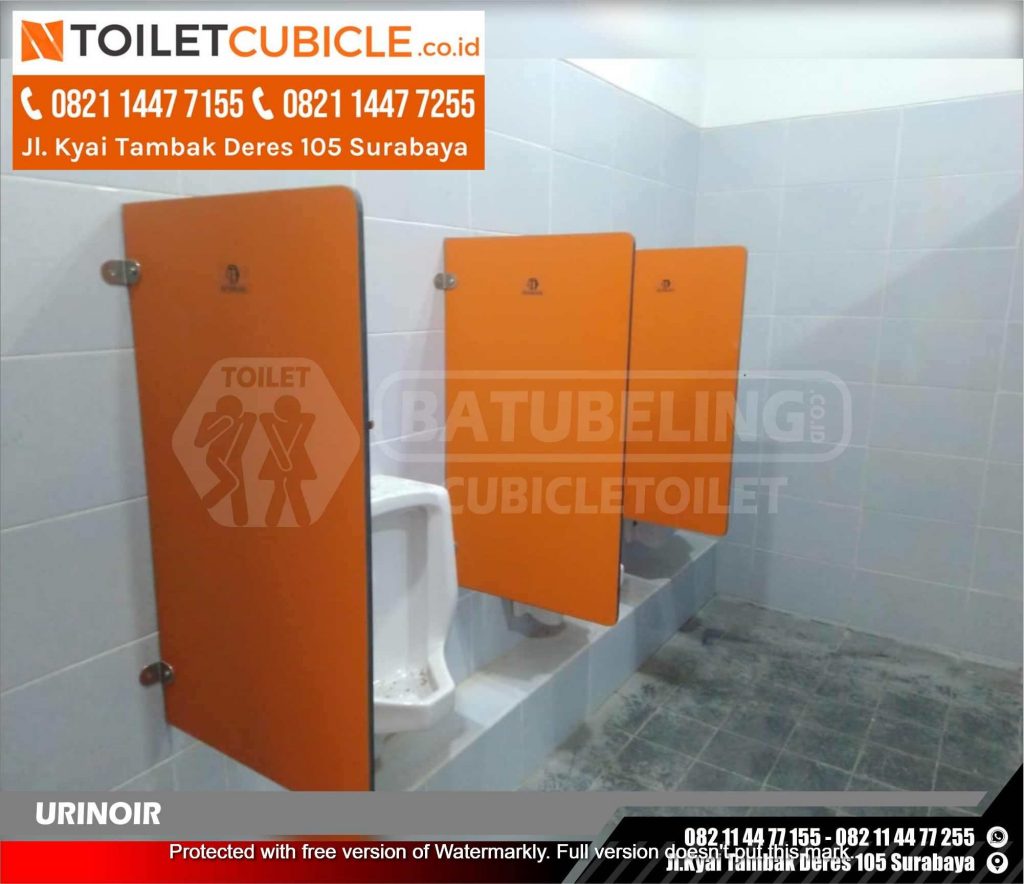 TOILETCUBICLE.co.id
0821 1447 7155 0821 1447 7255
Jl. Kyai Tambak Deres 105 Surabaya
TOILET
BATUBELING
.CO.ID
CUBICLETOILET
URINOIR
082 11 44 77 155 - 082 11 44 77 255
Protected with free version of Watermarkly. Full version doesn't put this mark.
Jl.Kyai Tambak Deres 105 Surabaya